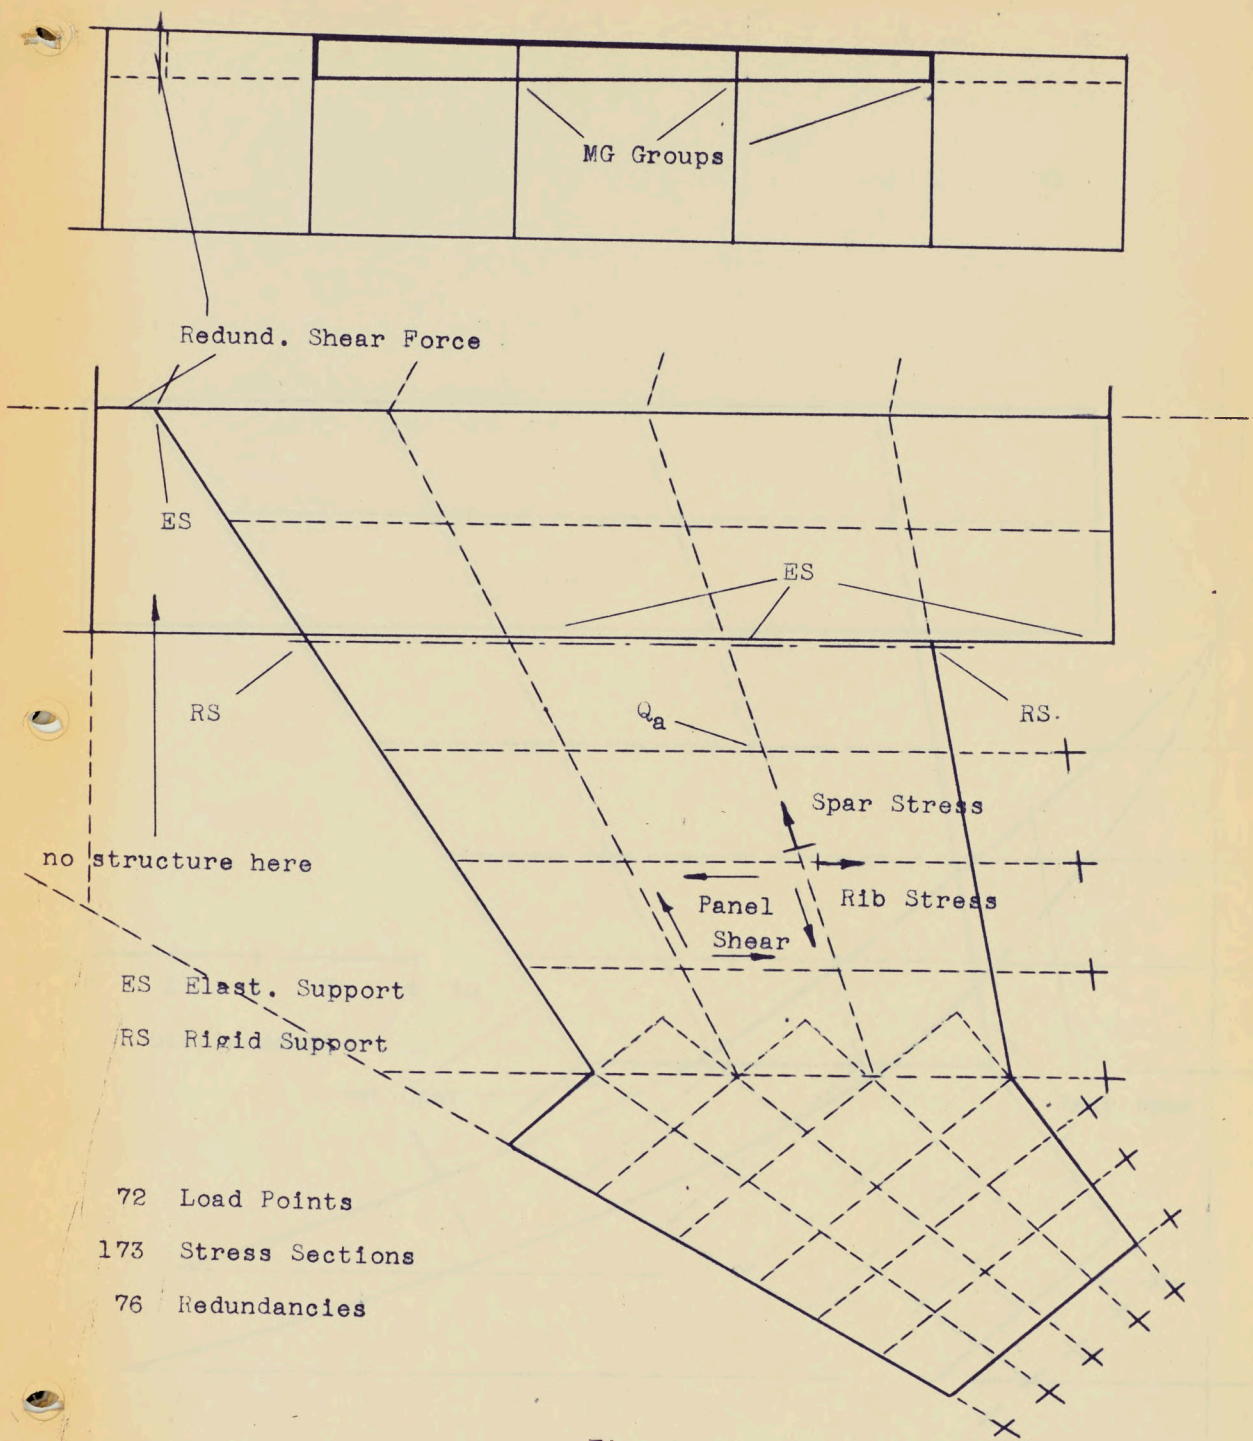 MG Groups
Redund. Shear Force
ES
ES
RS
Qa
RS.
Spar Stress
no structure here
Rib Stress
Panel
Shear
ES Elast. Support
RS Rigid Support
72 Load Points
173 Stress Sections
76 Redundancies